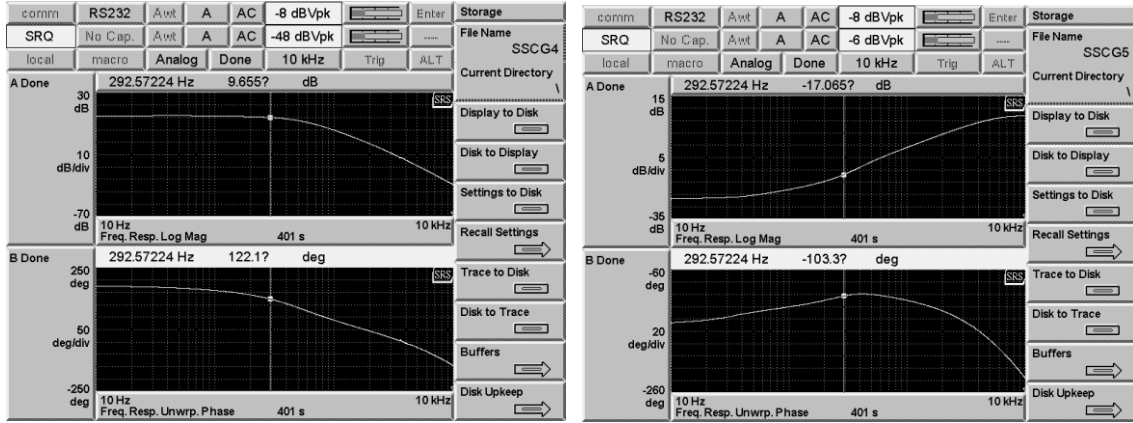 comm RS232 Awt A AC -8 dBVpk Enter
SRQ No Cap. Awt A AC -48 dBVpk ......
local macro Analog Done 10 kHz Trig ALT
A Done 292.57224 Hz 9.655? dB
30
dB
SRS
10
dB/div
-70
dB
10 Hz 10 kHz
Freq. Resp. Log Mag 401 s
B Done 292.57224 Hz 122.1? deg
250
deg
SRS
50
deg/div
-250
deg
10 Hz 10 kHz
Freq. Resp. Unwrp. Phase 401 s
Storage
File Name
SSCG4
Current Directory
\
Display to Disk
Disk to Display
Settings to Disk
Recall Settings
Trace to Disk
Disk to Trace
Buffers
Disk Upkeep
comm RS232 Awt A AC -8 dBVpk Enter
SRQ No Cap. Awt A AC -6 dBVpk ......
local macro Analog Done 10 kHz Trig ALT
A Done 292.57224 Hz -17.065? dB
15
dB
SRS
5
dB/div
-35
dB
10 Hz 10 kHz
Freq. Resp. Log Mag 401 s
B Done 292.57224 Hz -103.3? deg
-60
deg
SRS
20
deg/div
-260
deg
10 Hz 10 kHz
Freq. Resp. Unwrp. Phase 401 s
Storage
File Name
SSCG5
Current Directory
\
Display to Disk
Disk to Display
Settings to Disk
Recall Settings
Trace to Disk
Disk to Trace
Buffers
Disk Upkeep